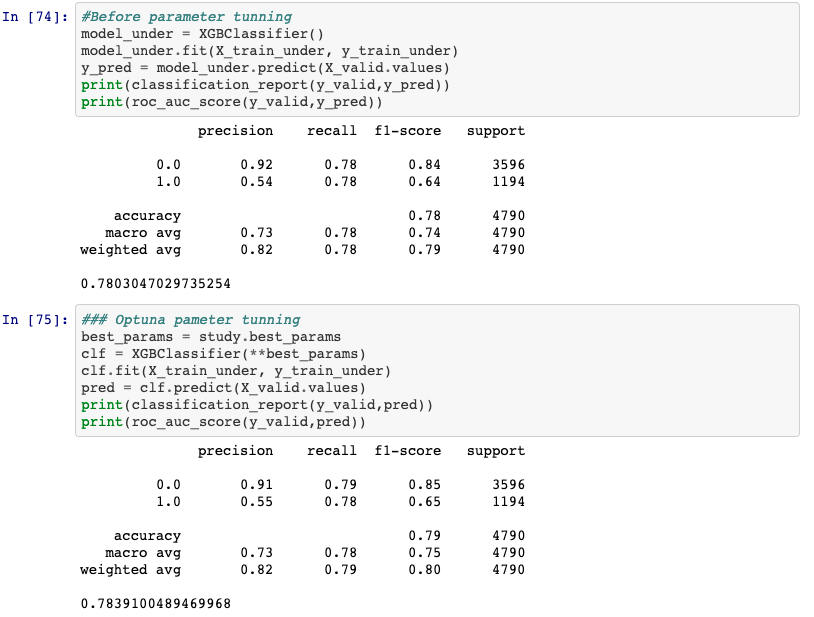 In [74]: #Before parameter tunning
model_under = XGBClassifier()
model_under.fit(X_train_under, y_train_under)
y_pred = model_under.predict(X_valid.values)
print(classification_report(y_valid,y_pred))
print(roc_auc_score(y_valid,y_pred))
precision recall f1-score support
0.0 0.92 0.78 0.84 3596
1.0 0.54 0.78 0.64 1194
accuracy 0.78 4790
macro avg 0.73 0.78 0.74 4790
weighted avg 0.82 0.78 0.79 4790
0.7803047029735254
In [75]: ### Optuna pameter tunning
best_params = study.best_params
clf = XGBClassifier(**best_params)
clf.fit(X_train_under, y_train_under)
pred = clf.predict(X_valid.values)
print(classification_report(y_valid,pred))
print(roc_auc_score(y_valid,pred))
precision recall f1-score support
0.0 0.91 0.79 0.85 3596
1.0 0.55 0.78 0.65 1194
accuracy 0.79 4790
macro avg 0.73 0.78 0.75 4790
weighted avg 0.82 0.79 0.80 4790
0.7839100489469968